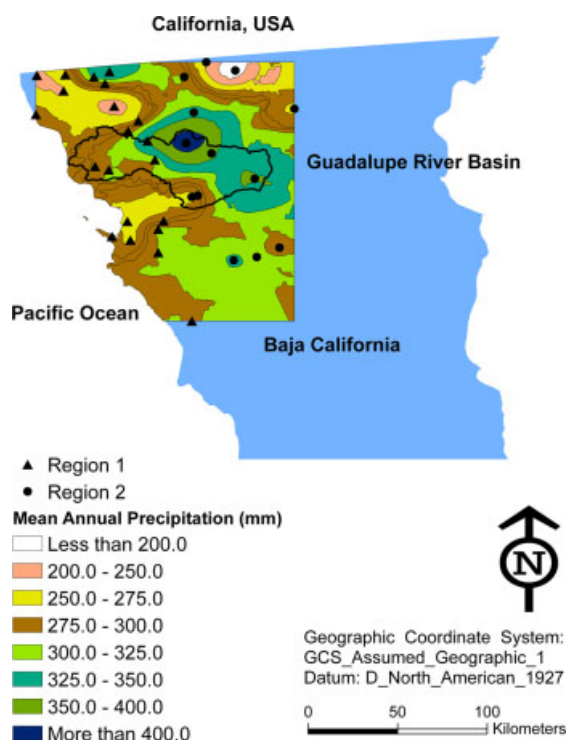 California, USA
Guadalupe River Basin
Pacific Ocean
Baja California
Region 1
Region 2
Mean Annual Precipitation (mm)
Less than 200.0
200.0 - 250.0
250.0 - 275.0
275.0 - 300.0
300.0 - 325.0
325.0 - 350.0
350.0 - 400.0
More than 400.0
N
Geographic Coordinate System:
GCS_Assumed_Geographic_1
Datum: D_North_American_1927
0 50 100
Kilometers